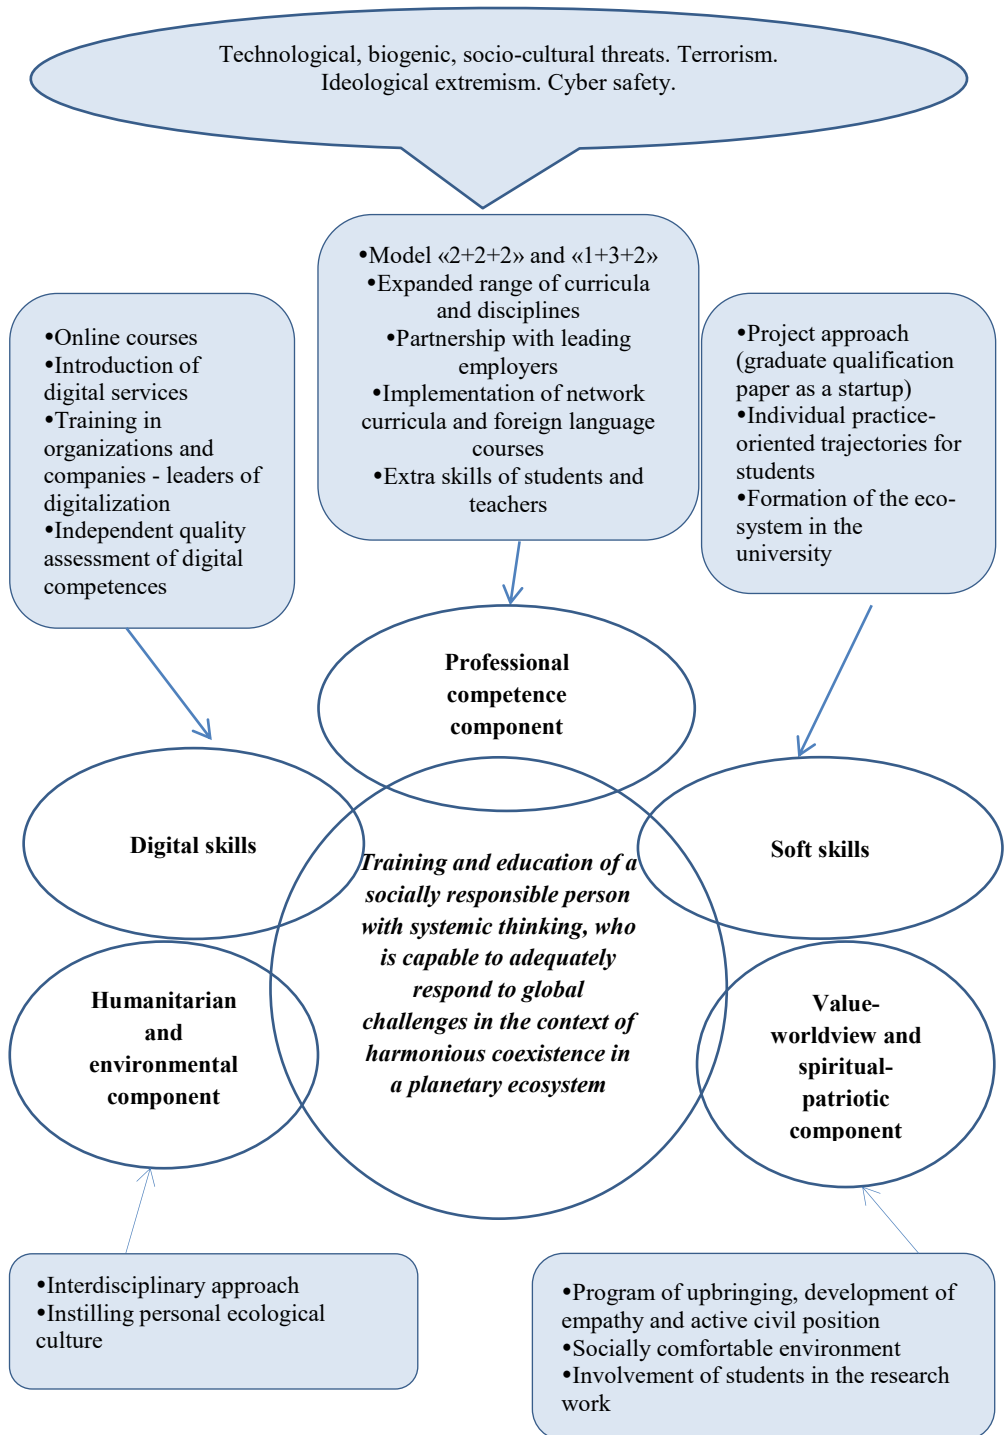 Technological, biogenic, socio-cultural threats. Terrorism.
Ideological extremism. Cyber safety.
•Model «2+2+2» and «1+3+2»
•Expanded range of curricula
and disciplines
•Partnership with leading
employers
•Implementation of network
curricula and foreign language
courses
•Extra skills of students and
teachers
•Online courses
•Introduction of
digital services
•Training in
organizations and
companies - leaders of
digitalization
•Independent quality
assessment of digital
competences
•Project approach
(graduate qualification
paper as a startup)
•Individual practice-
oriented trajectories for
students
•Formation of the eco-
system in the
university
Professional
competence
component
Digital skills
Soft skills
Training and education of a
socially responsible person
with systemic thinking, who
is capable to adequately
respond to global
challenges in the context of
harmonious coexistence in
a planetary ecosystem
Humanitarian
and
environmental
component
Value-
worldview and
spiritual-
patriotic
component
•Interdisciplinary approach
•Instilling personal ecological
culture
•Program of upbringing, development of
empathy and active civil position
•Socially comfortable environment
•Involvement of students in the research
work